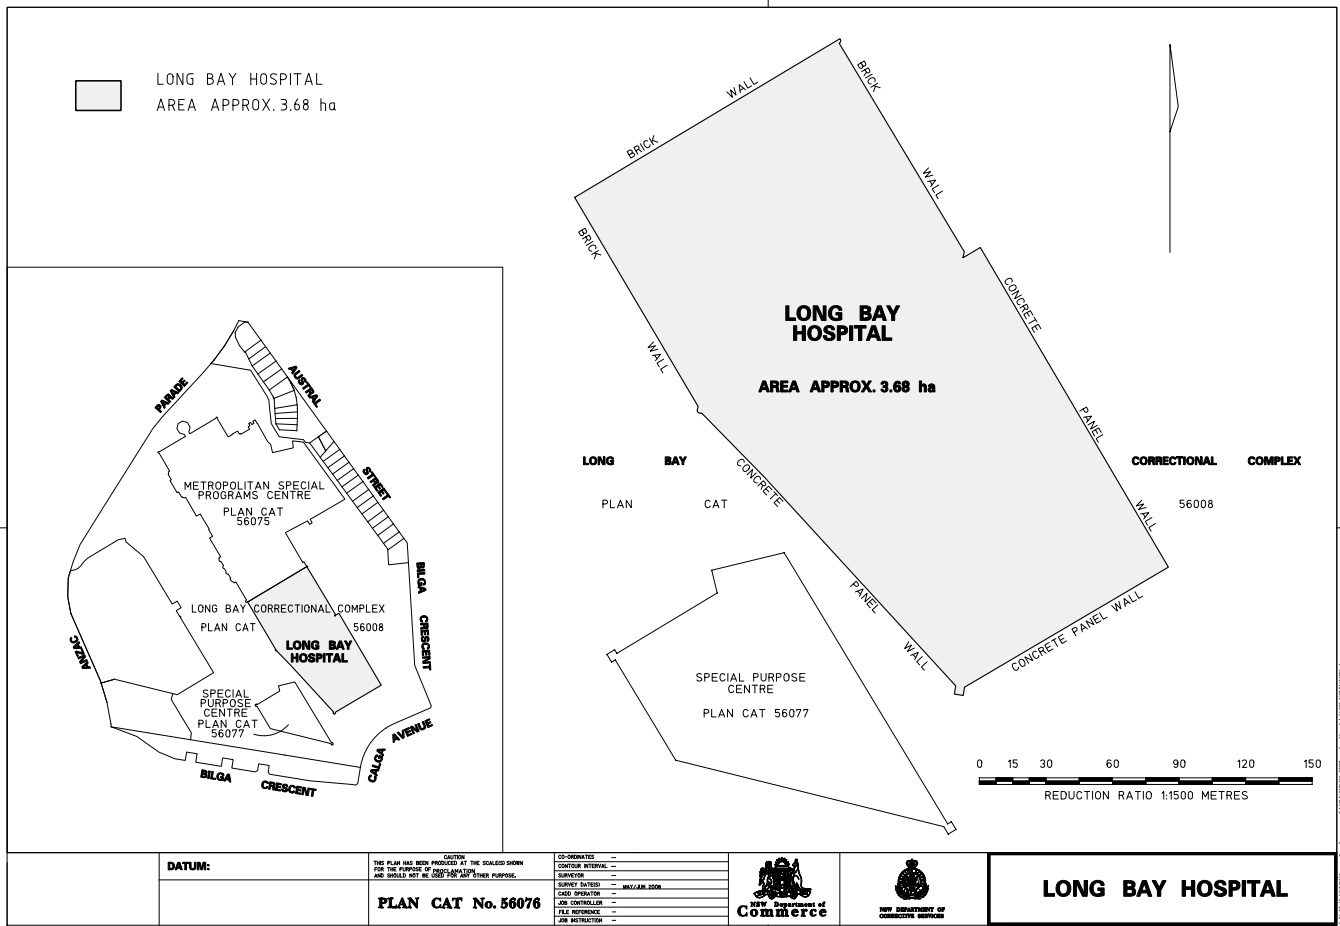 LONG BAY HOSPITAL
AREA APPROX. 3.68 ha
BRICK WALL
BRICK WALL
BRICK WALL
CONCRETE PANEL WALL
CONCRETE PANEL WALL
CONCRETE PANEL WALL
LONG BAY
HOSPITAL
AREA APPROX. 3.68 ha
LONG BAY CORRECTIONAL COMPLEX
PLAN CAT 56008
SPECIAL PURPOSE
CENTRE
PLAN CAT 56077
0 15 30 60 90 120 150
REDUCTION RATIO 1:1500 METRES
PARADE
AUSTRAL
STREET
METROPOLITAN SPECIAL
PROGRAMS CENTRE
PLAN CAT
56075
BILGA
CRESCENT
LONG BAY CORRECTIONAL COMPLEX
PLAN CAT 56008
LONG BAY
HOSPITAL
ANZAC
SPECIAL
PURPOSE
CENTRE
PLAN CAT
56077
CALGA AVENUE
BILGA CRESCENT
DATUM:
CAUTION
THIS PLAN HAS BEEN PRODUCED AT THE SCALE(S) SHOWN
FOR THE PURPOSE OF PROCLAMATION
AND SHOULD NOT BE USED FOR ANY OTHER PURPOSE.
PLAN CAT No. 56076
CO-ORDINATES –
CONTOUR INTERVAL –
SURVEYOR –
SURVEY DATE(S) – MAY/JUN 2008
CADD OPERATOR –
JOB CONTROLLER –
FILE REFERENCE –
JOB INSTRUCTION –
NSW Department of
Commerce
NSW DEPARTMENT OF
CORRECTIVE SERVICES
LONG BAY HOSPITAL